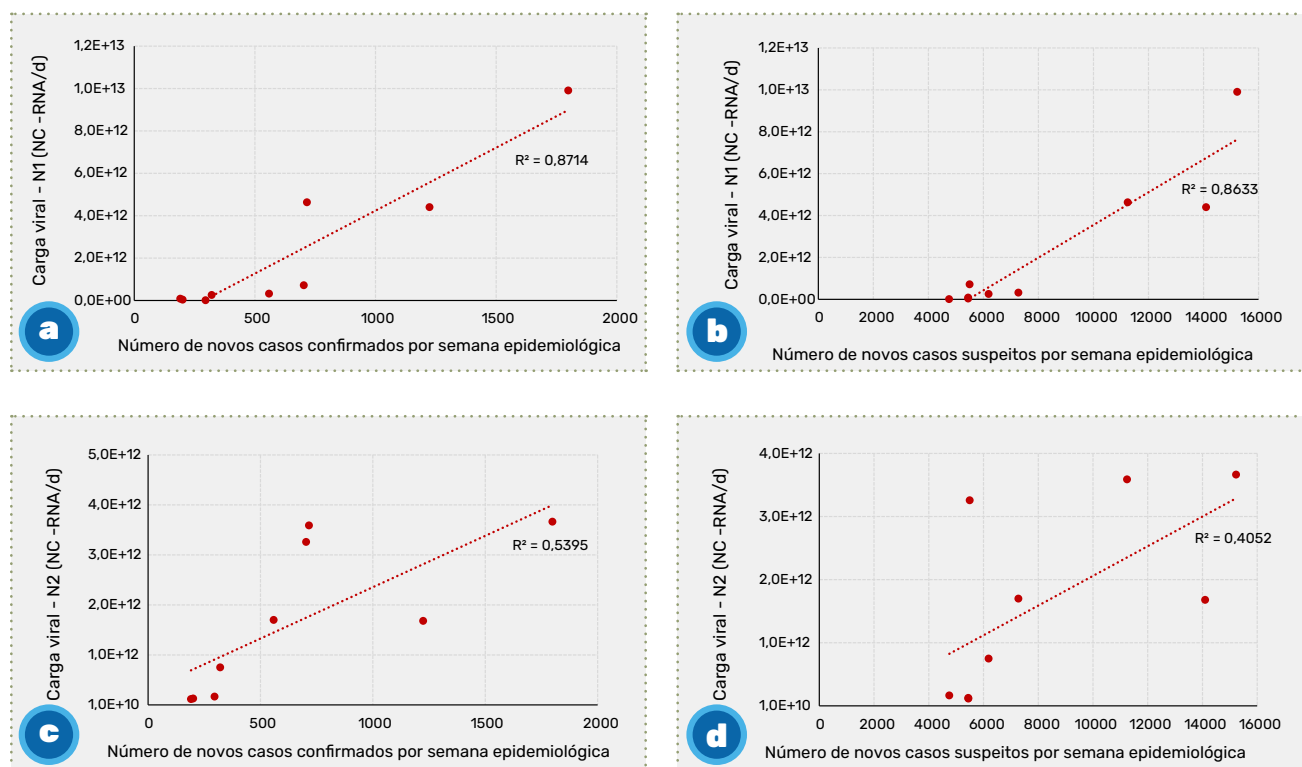 Carga viral - N1 (NC -RNA/d)
1,2E+13
1,0E+13
8,0E+12
6,0E+12
4,0E+12
2,0E+12
0,0E+00
R² = 0,8714
0 500 1000 1500 2000
Número de novos casos confirmados por semana epidemiológica
a
Carga viral - N1 (NC -RNA/d)
1,2E+13
1,0E+13
8,0E+12
6,0E+12
4,0E+12
2,0E+12
0,0E+00
R² = 0,8633
0 2000 4000 6000 8000 10000 12000 14000 16000
Número de novos casos suspeitos por semana epidemiológica
b
Carga viral - N2 (NC -RNA/d)
5,0E+12
4,0E+12
3,0E+12
2,0E+12
1,0E+12
1,0E+10
R² = 0,5395
0 500 1000 1500 2000
Número de novos casos confirmados por semana epidemiológica
c
Carga viral - N2 (NC -RNA/d)
4,0E+12
3,0E+12
2,0E+12
1,0E+12
1,0E+10
R² = 0,4052
0 2000 4000 6000 8000 10000 12000 14000 16000
Número de novos casos suspeitos por semana epidemiológica
d